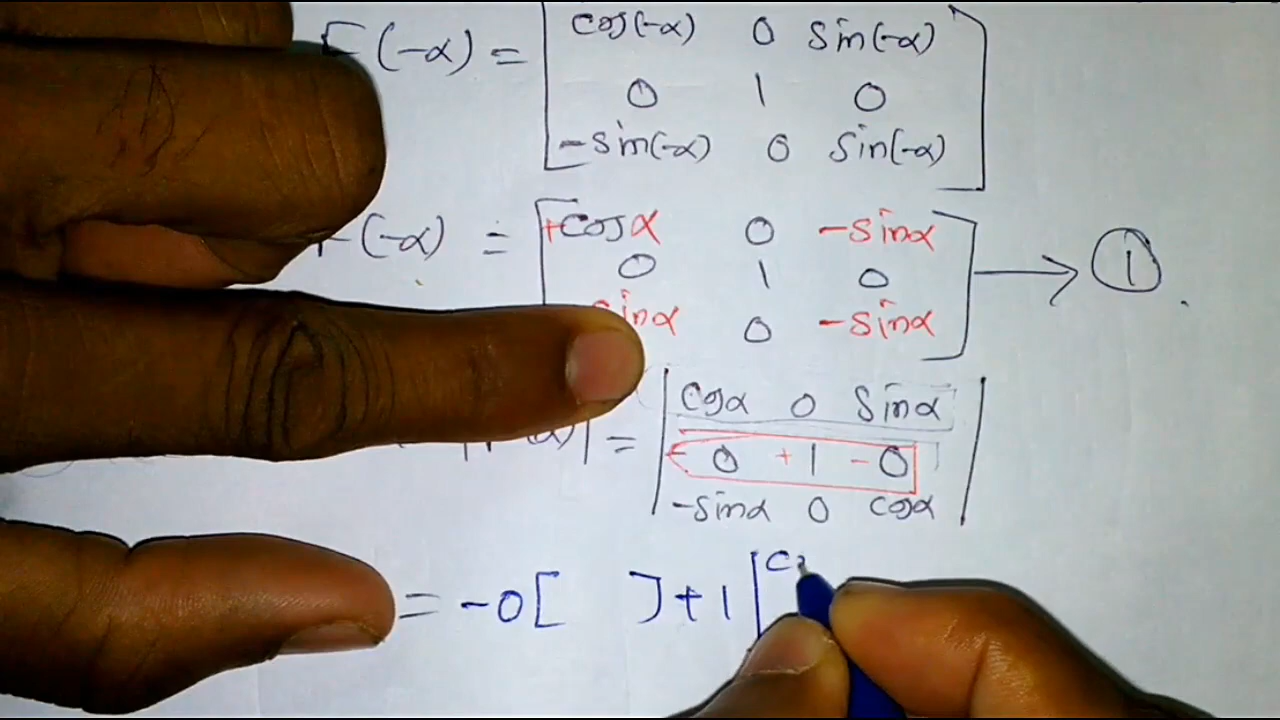 F(-α) = [ cos(-α) 0 sin(-α)
0 1 0
-sin(-α) 0 sin(-α) ]
(-α) = [ +cosα 0 -sinα
0 1 0 → ①
sinα 0 -sinα ]
| cosα 0 sinα
= | - 0 + 1 - 0 |
-sinα 0 cosα |
= -0[ ] + 1 |